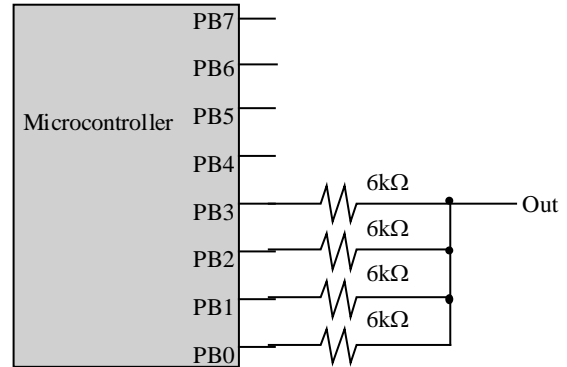 PB7
PB6
PB5
Microcontroller
PB4
6kΩ
PB3
Out
6kΩ
PB2
6kΩ
PB1
6kΩ
PB0